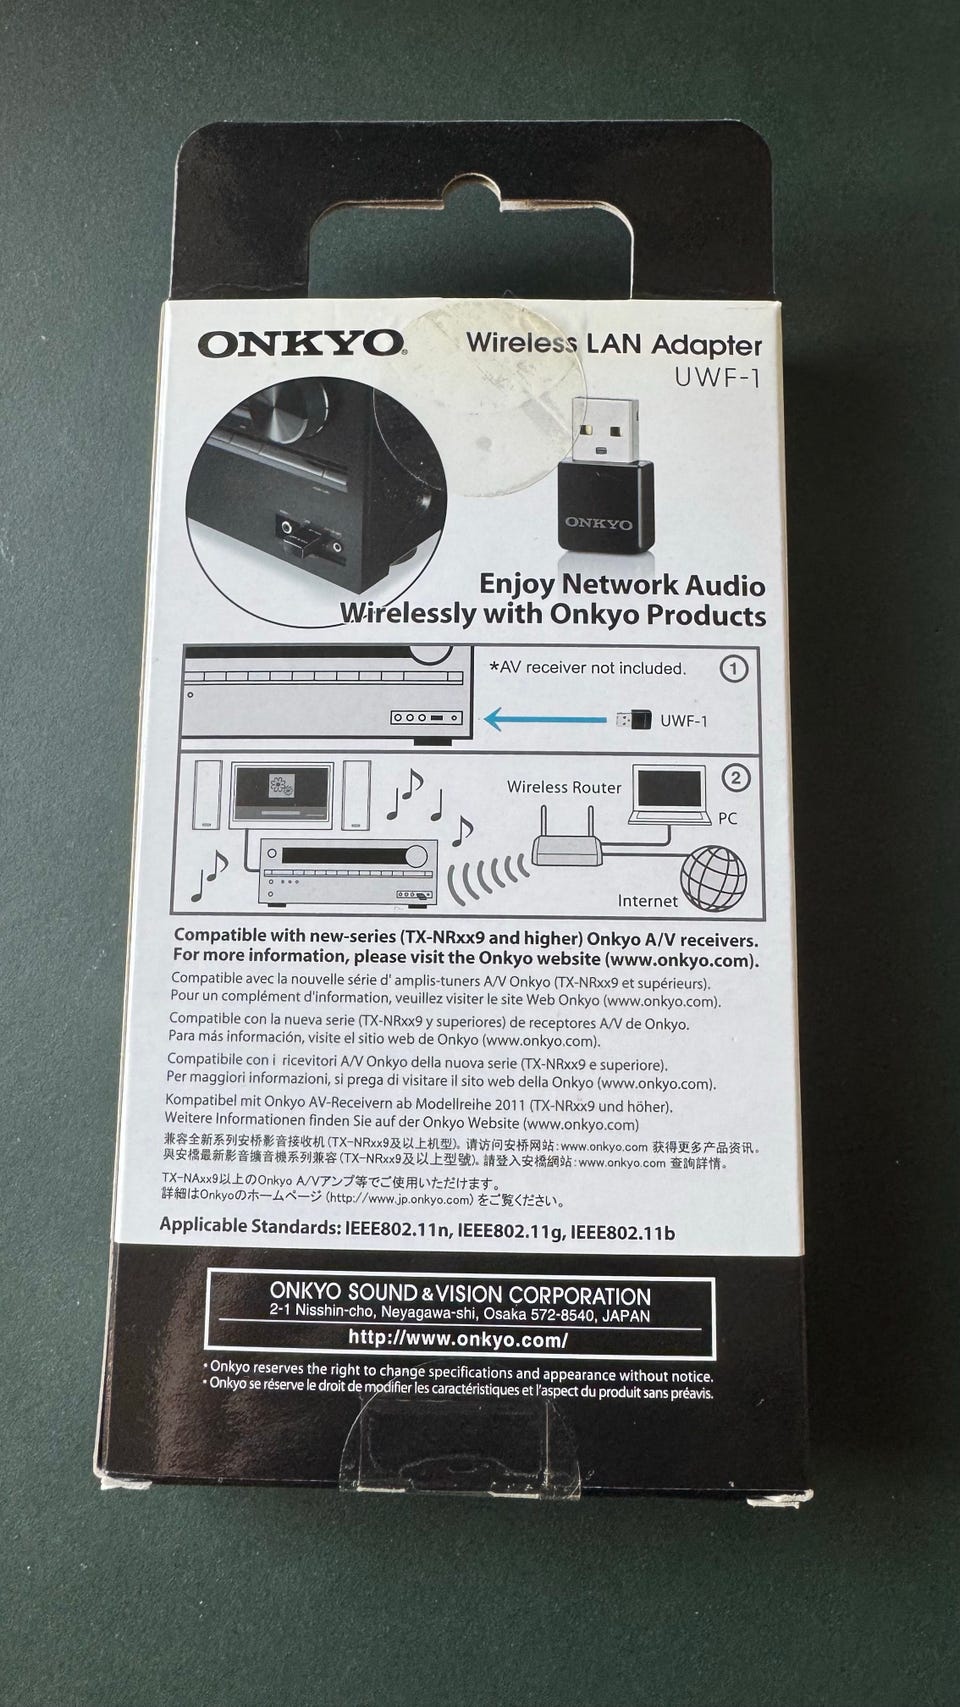 ONKYO®
Wireless LAN Adapter
UWF-1
ONKYO
Enjoy Network Audio
Wirelessly with Onkyo Products
*AV receiver not included.
1
UWF-1
2
Wireless Router
PC
Internet
Compatible with new-series (TX-NRxx9 and higher) Onkyo A/V receivers.
For more information, please visit the Onkyo website (www.onkyo.com).
Compatible avec la nouvelle série d' amplis-tuners A/V Onkyo (TX-NRxx9 et supérieurs).
Pour un complément d'information, veuillez visiter le site Web Onkyo (www.onkyo.com).
Compatible con la nueva serie (TX-NRxx9 y superiores) de receptores A/V de Onkyo.
Para más información, visite el sitio web de Onkyo (www.onkyo.com).
Compatibile con i ricevitori A/V Onkyo della nuova serie (TX-NRxx9 e superiore).
Per maggiori informazioni, si prega di visitare il sito web della Onkyo (www.onkyo.com).
Kompatibel mit Onkyo AV-Receivern ab Modellreihe 2011 (TX-NRxx9 und höher).
Weitere Informationen finden Sie auf der Onkyo Website (www.onkyo.com)
兼容全新系列安桥影音接收机 (TX-NRxx9及以上机型)。请访问安桥网站: www.onkyo.com 获得更多产品资讯。
與安橋最新影音擴音機系列兼容 (TX-NRxx9及以上型號)。請登入安橋網站: www.onkyo.com 查詢詳情。
TX-NAxx9以上のOnkyo A/Vアンプ等でご使用いただけます。
詳細はOnkyoのホームページ (http://www.jp.onkyo.com) をご覧ください。
Applicable Standards: IEEE802.11n, IEEE802.11g, IEEE802.11b
ONKYO SOUND & VISION CORPORATION
2-1 Nisshin-cho, Neyagawa-shi, Osaka 572-8540, JAPAN
http://www.onkyo.com/
• Onkyo reserves the right to change specifications and appearance without notice.
• Onkyo se réserve le droit de modifier les caractéristiques et l'aspect du produit sans préavis.